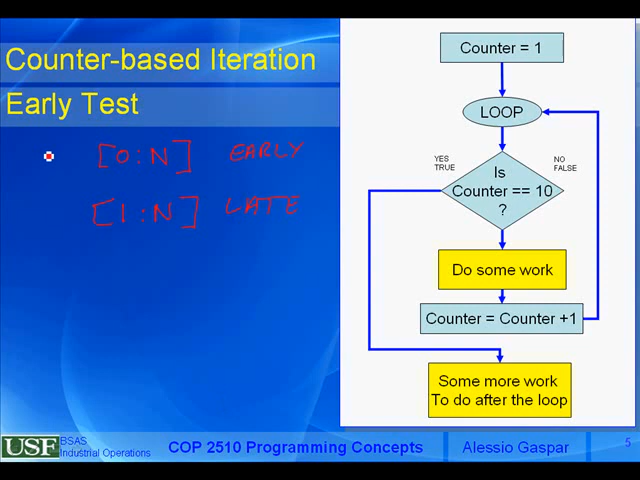 Counter-based Iteration
Early Test
[0:N] EARLY
[1:N] LATE
Counter = 1
LOOP
YES
TRUE
NO
FALSE
Is
Counter == 10
?
Do some work
Counter = Counter +1
Some more work
To do after the loop
USF
BSAS
Industrial Operations
COP 2510 Programming Concepts
Alessio Gaspar
5